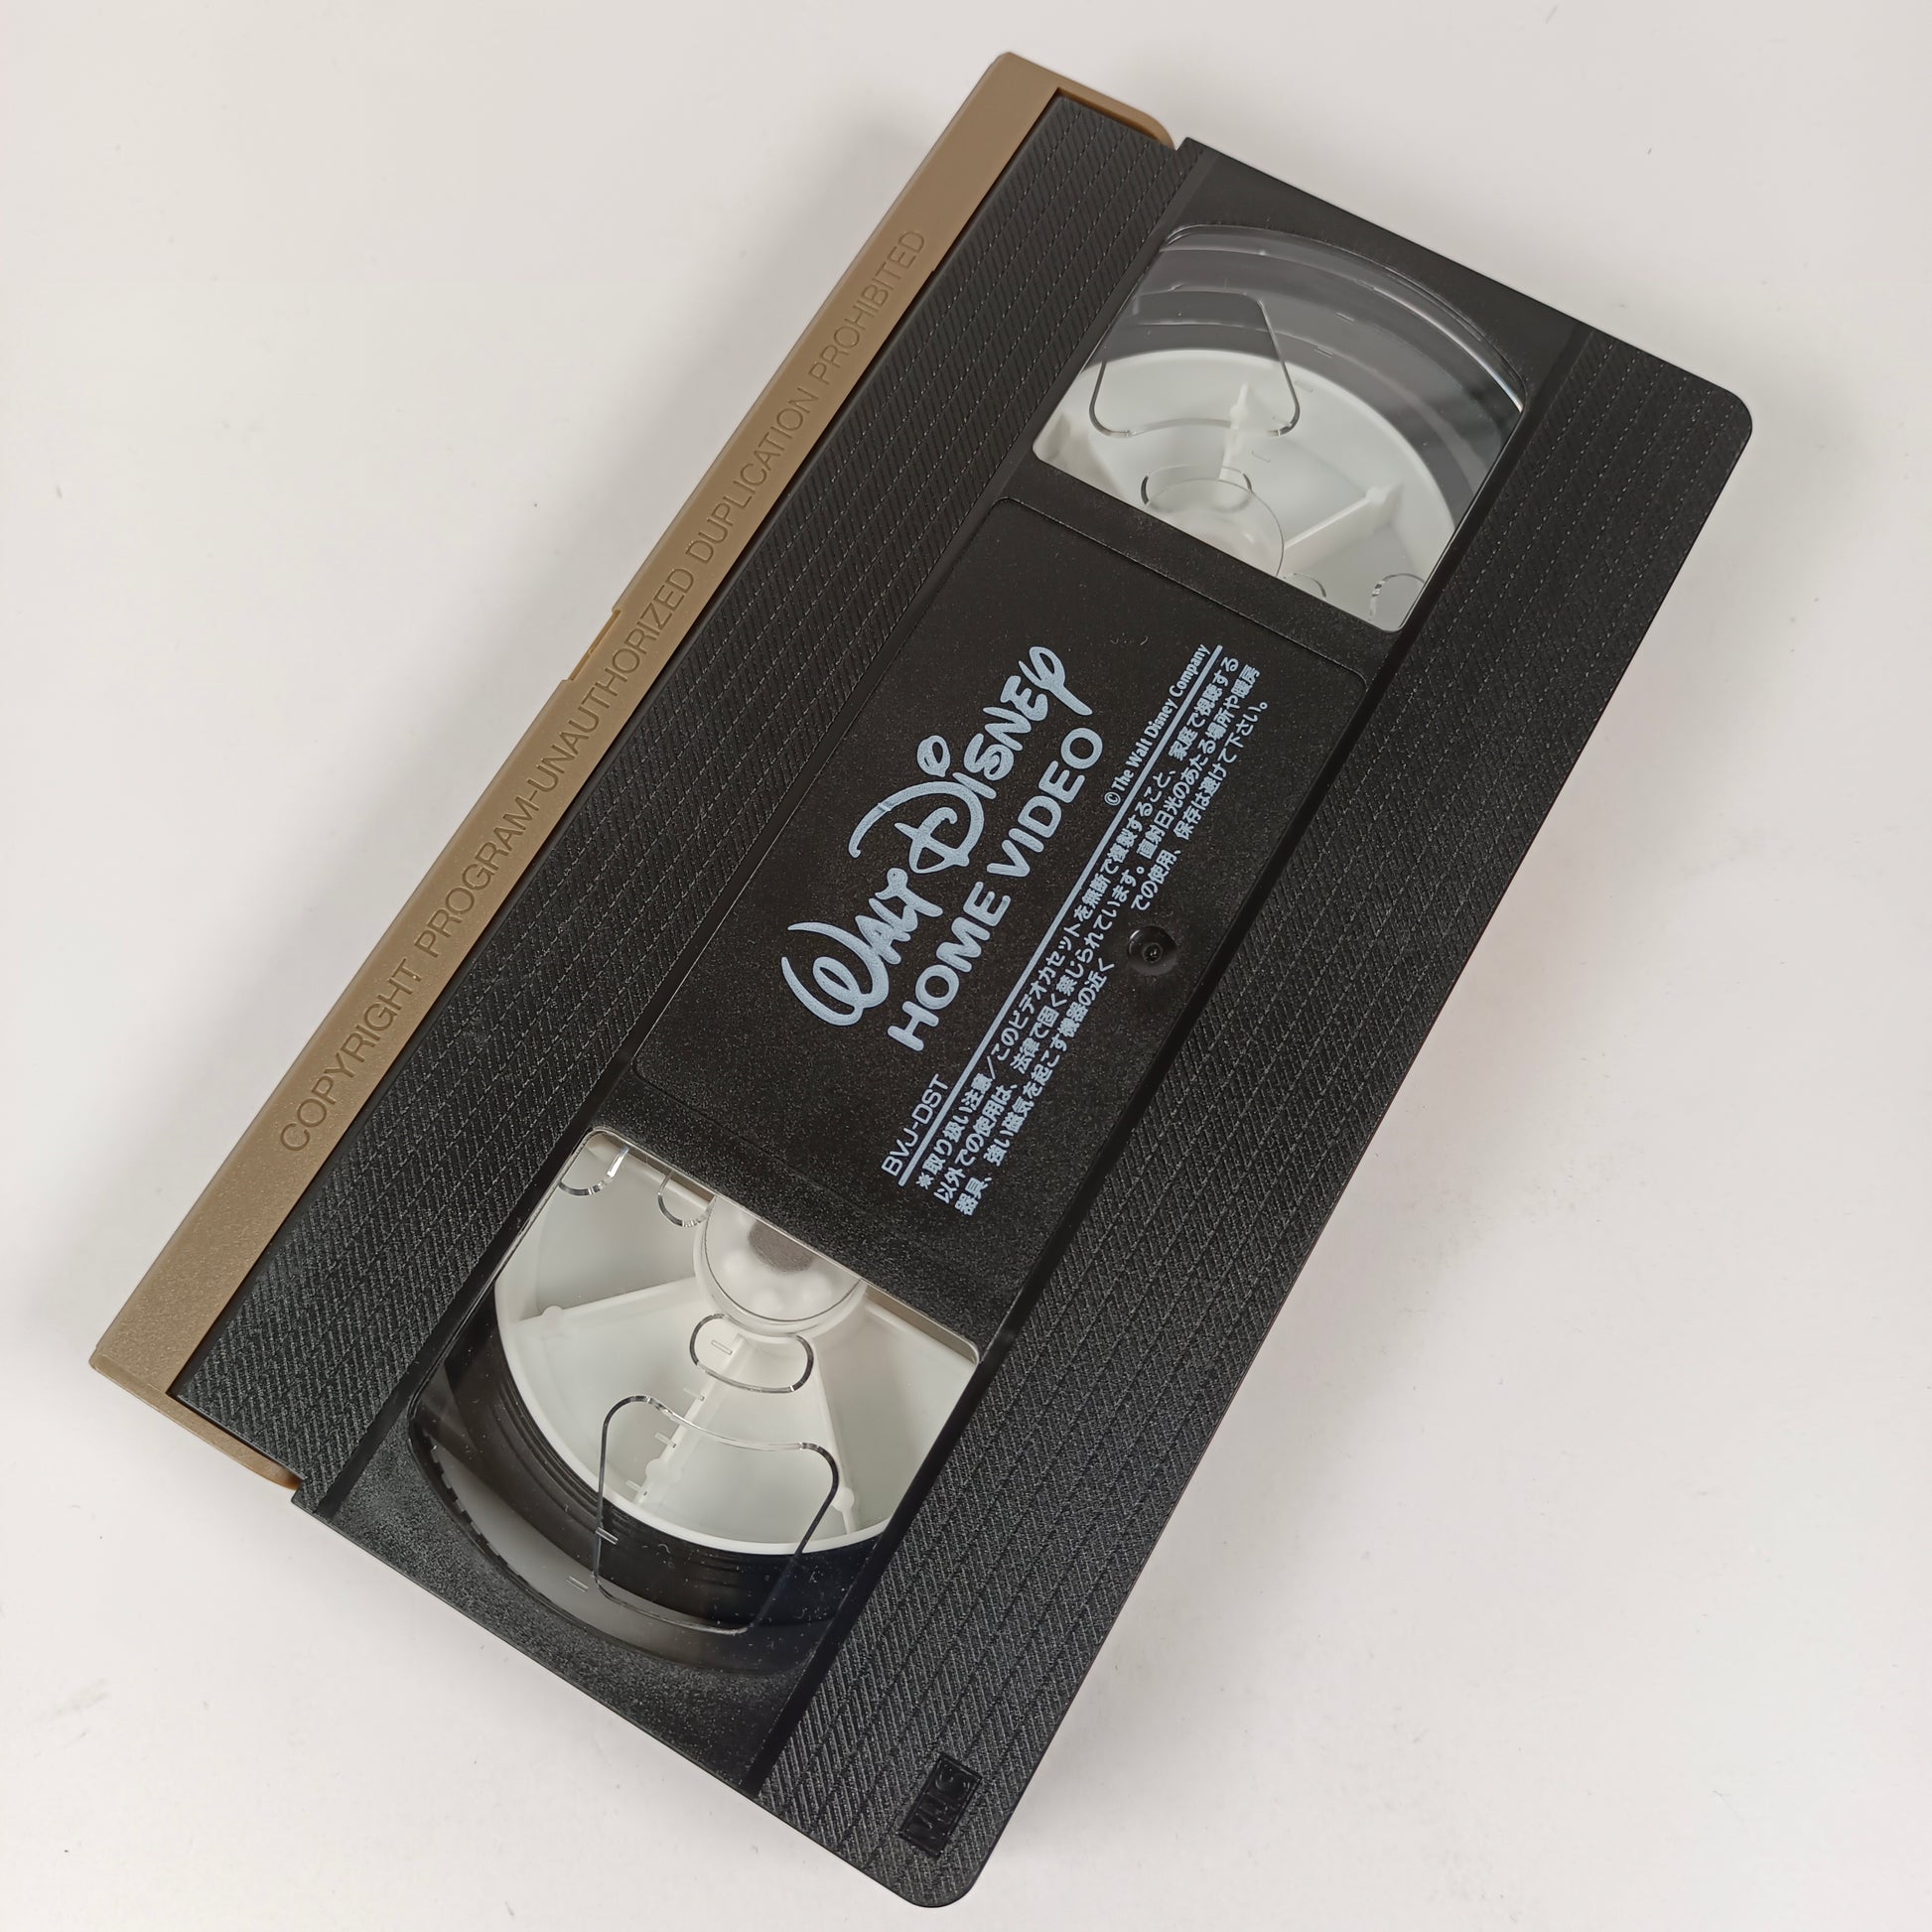 COPYRIGHT PROGRAM-UNAUTHORIZED DUPLICATION PROHIBITED
WALT DISNEY
HOME VIDEO
BVJ-DST
© The Walt Disney Company
※取り扱い注意／このビデオカセットを無断で複製すること、家庭で視聴する
以外での使用は、法律で固く禁じられています。直射日光のあたる場所や暖房
器具、強い磁気を起こす機器の近く での使用、保存は避けて下さい。
VHS